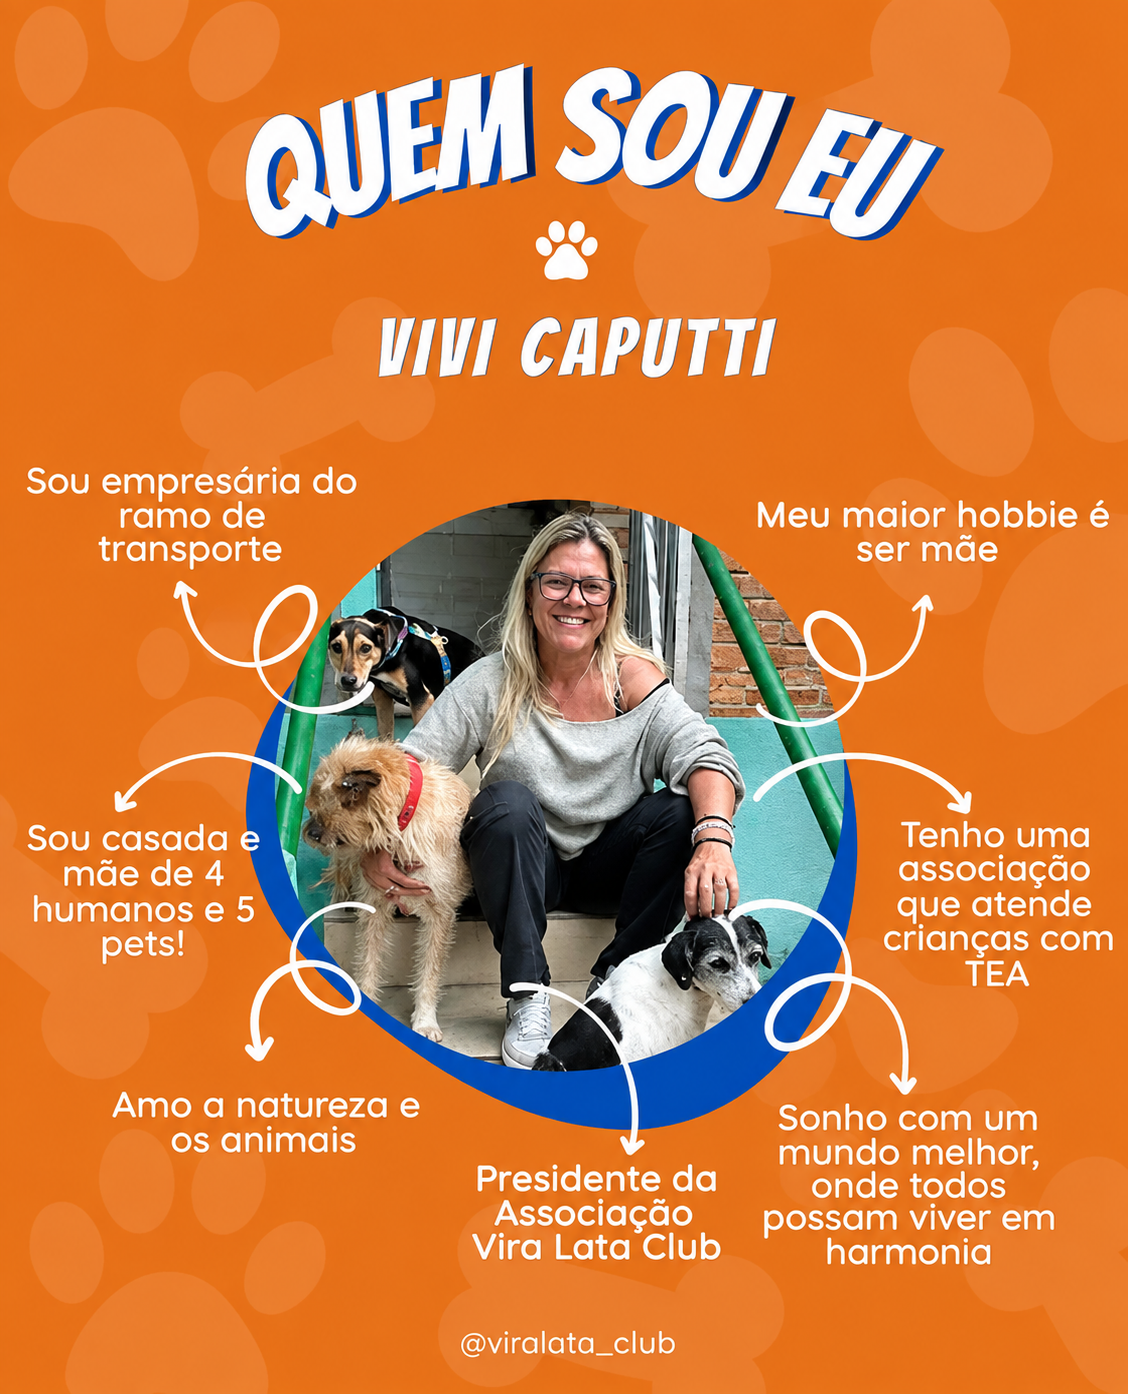 QUEM SOU EU
VIVI CAPUTTI
Sou empresária do
ramo de
transporte
Meu maior hobbie é
ser mãe
Sou casada e
mãe de 4
humanos e 5
pets!
Tenho uma
associação
que atende
crianças com
TEA
Amo a natureza e
os animais
Presidente da
Associação
Vira Lata Club
Sonho com um
mundo melhor,
onde todos
possam viver em
harmonia
@viralata_club